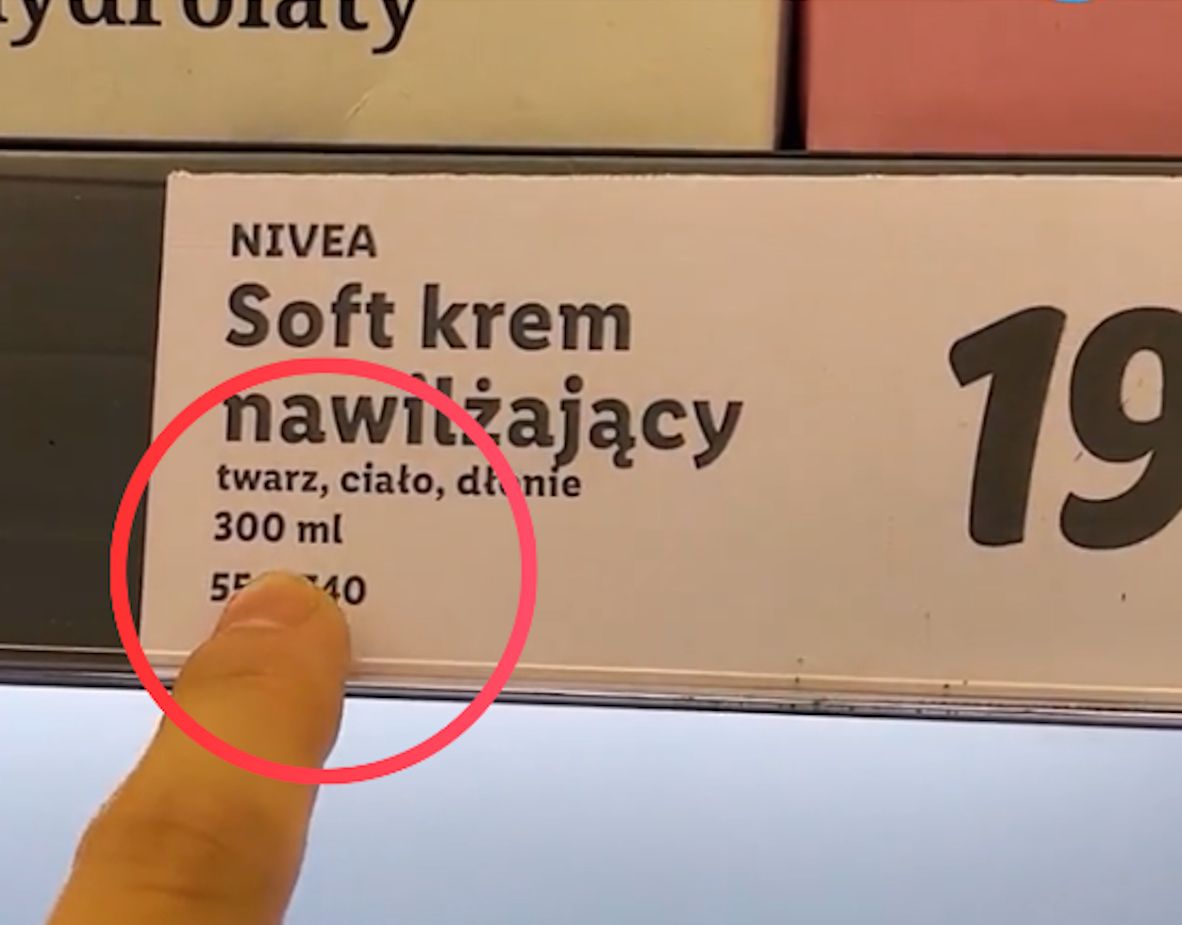 NIVEA
Soft krem
nawilżający
twarz, ciało, dłonie
300 ml
19